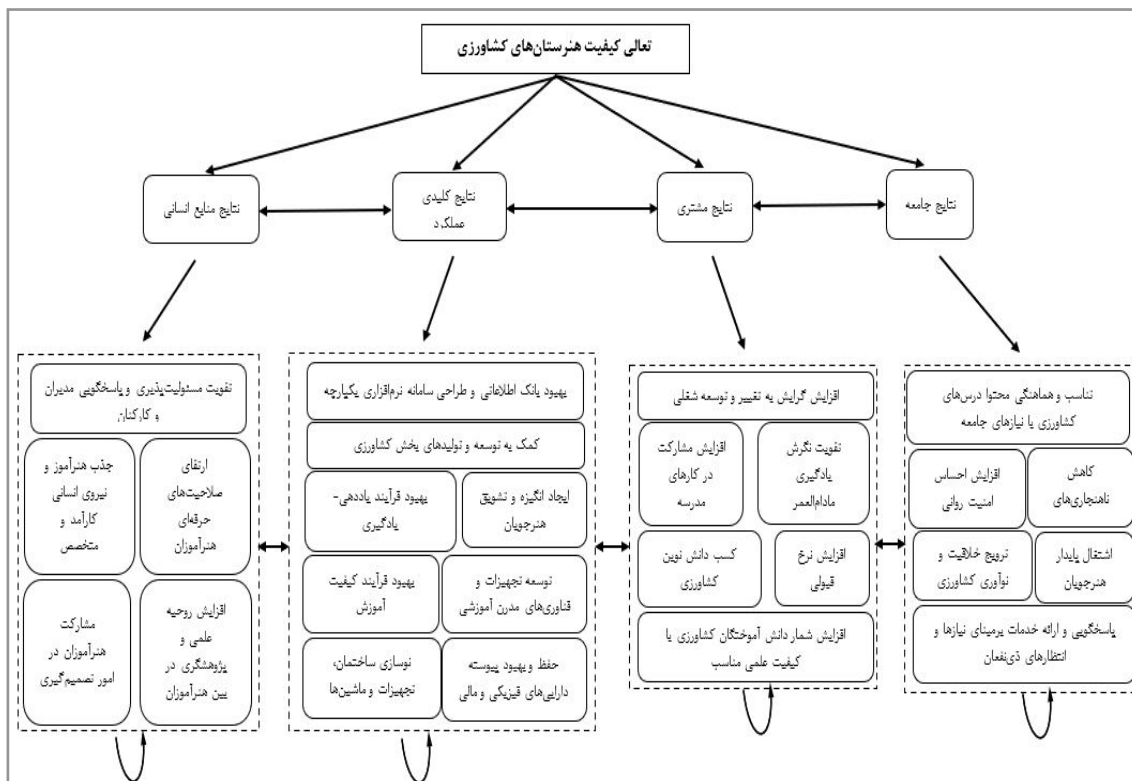 تعالی کیفیت هنرستان‌های کشاورزی
نتایج جامعه
نتایج مشتری
نتایج کلیدی
عملکرد
نتایج منابع انسانی
تناسب و هماهنگی محتوا درس‌های
کشاورزی با نیازهای جامعه
کاهش
ناهنجاری‌های
افزایش احساس
امنیت روانی
اشتغال پایدار
هنرجویان
ترویج خلاقیت و
نوآوری کشاورزی
پاسخگویی و ارائه خدمات برمبنای نیازها و
انتظارهای ذی‌نفعان
افزایش گرایش به تغییر و توسعه شغلی
تقویت نگرش
یادگیری
مادام‌العمر
افزایش مشارکت
در کارهای
مدرسه
افزایش نرخ
قبولی
کسب دانش نوین
کشاورزی
افزایش شمار دانش آموختگان کشاورزی با
کیفیت علمی مناسب
بهبود بانک اطلاعاتی و طراحی سامانه نرم‌افزاری یکپارچه
کمک به توسعه و تولیدهای بخش کشاورزی
ایجاد انگیزه و تشویق
هنرجویان
بهبود فرآیند یاددهی-
یادگیری
توسعه تجهیزات و
فناوری‌های مدرن آموزشی
بهبود فرآیند کیفیت
آموزش
حفظ و بهبود پیوسته
دارایی‌های فیزیکی و مالی
نوسازی ساختمان،
تجهیزات و ماشین‌ها
تقویت مسئولیت‌پذیری و پاسخگویی مدیران
و کارکنان
ارتقای
صلاحیت‌های
حرفه‌ای
هنرآموزان
جذب هنرآموز و
نیروی انسانی
کارآمد و
متخصص
افزایش روحیه
علمی و
پژوهشگری در
بین هنرآموزان
مشارکت
هنرآموزان در
امور تصمیم‌گیری